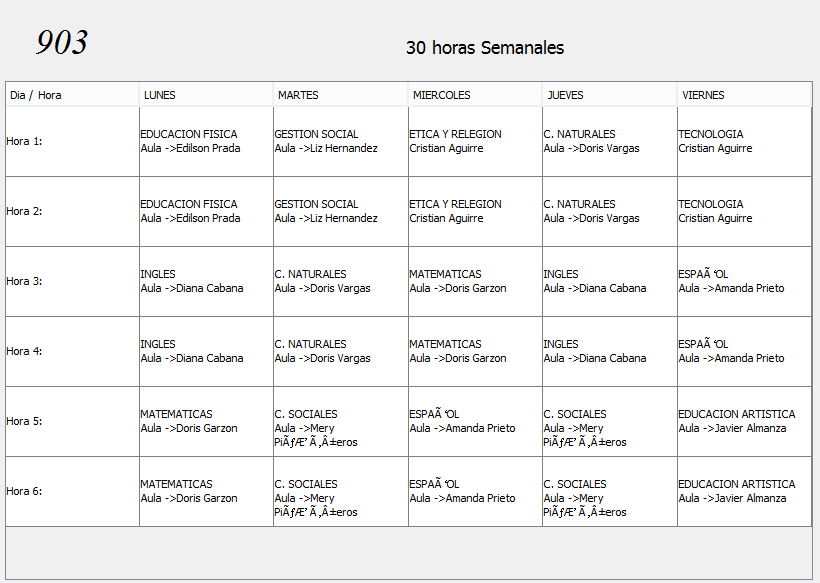 903
30 horas Semanales
Dia / Hora LUNES MARTES MIERCOLES JUEVES VIERNES
Hora 1:
EDUCACION FISICA
Aula ->Edilson Prada
GESTION SOCIAL
Aula ->Liz Hernandez
ETICA Y RELEGION
Cristian Aguirre
C. NATURALES
Aula ->Doris Vargas
TECNOLOGIA
Cristian Aguirre
Hora 2:
EDUCACION FISICA
Aula ->Edilson Prada
GESTION SOCIAL
Aula ->Liz Hernandez
ETICA Y RELEGION
Cristian Aguirre
C. NATURALES
Aula ->Doris Vargas
TECNOLOGIA
Cristian Aguirre
Hora 3:
INGLES
Aula ->Diana Cabana
C. NATURALES
Aula ->Doris Vargas
MATEMATICAS
Aula ->Doris Garzon
INGLES
Aula ->Diana Cabana
ESPAÃ‘OL
Aula ->Amanda Prieto
Hora 4:
INGLES
Aula ->Diana Cabana
C. NATURALES
Aula ->Doris Vargas
MATEMATICAS
Aula ->Doris Garzon
INGLES
Aula ->Diana Cabana
ESPAÃ‘OL
Aula ->Amanda Prieto
Hora 5:
MATEMATICAS
Aula ->Doris Garzon
C. SOCIALES
Aula ->Mery
PiÃƒÆ’Ã‚Â±eros
ESPAÃ‘OL
Aula ->Amanda Prieto
C. SOCIALES
Aula ->Mery
PiÃƒÆ’Ã‚Â±eros
EDUCACION ARTISTICA
Aula ->Javier Almanza
Hora 6:
MATEMATICAS
Aula ->Doris Garzon
C. SOCIALES
Aula ->Mery
PiÃƒÆ’Ã‚Â±eros
ESPAÃ‘OL
Aula ->Amanda Prieto
C. SOCIALES
Aula ->Mery
PiÃƒÆ’Ã‚Â±eros
EDUCACION ARTISTICA
Aula ->Javier Almanza